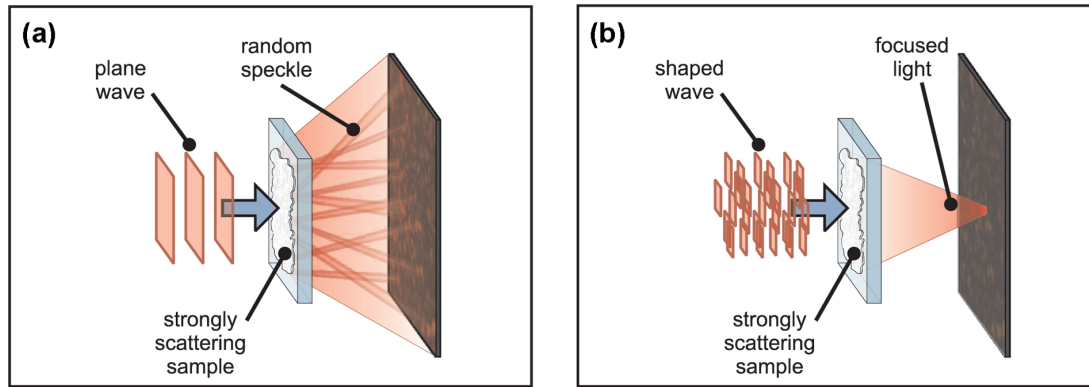 (a)
random
speckle
plane
wave
strongly
scattering
sample
(b)
focused
light
shaped
wave
strongly
scattering
sample